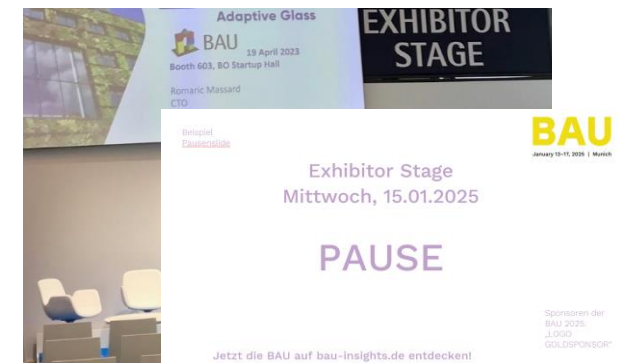 Adaptive Glass
BAU
19 April 2023
Booth 603, BO Startup Hall
Romaric Massard
CTO
EXHIBITOR
STAGE
Beispiel
Pausenslide
BAU
January 13–17, 2025 | Munich
Exhibitor Stage
Mittwoch, 15.01.2025
PAUSE
Sponsoren der
BAU 2025:
„LOGO
GOLDSPONSOR“
Jetzt die BAU auf bau-insights.de entdecken!